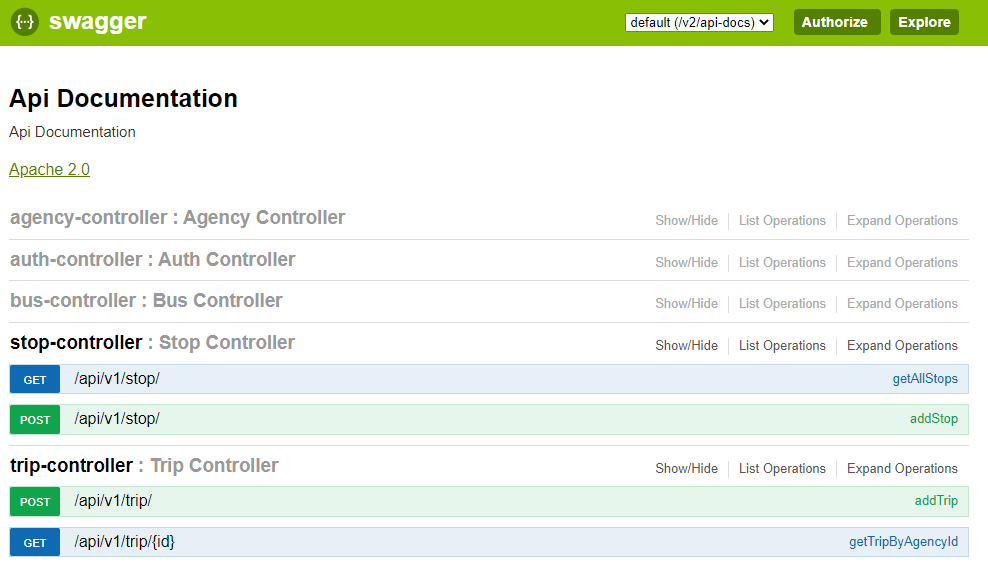 {···} swagger default (/v2/api-docs) Authorize Explore
Api Documentation
Api Documentation
Apache 2.0
agency-controller : Agency Controller Show/Hide List Operations Expand Operations
auth-controller : Auth Controller Show/Hide List Operations Expand Operations
bus-controller : Bus Controller Show/Hide List Operations Expand Operations
stop-controller : Stop Controller Show/Hide List Operations Expand Operations
GET /api/v1/stop/ getAllStops
POST /api/v1/stop/ addStop
trip-controller : Trip Controller Show/Hide List Operations Expand Operations
POST /api/v1/trip/ addTrip
GET /api/v1/trip/{id} getTripByAgencyId